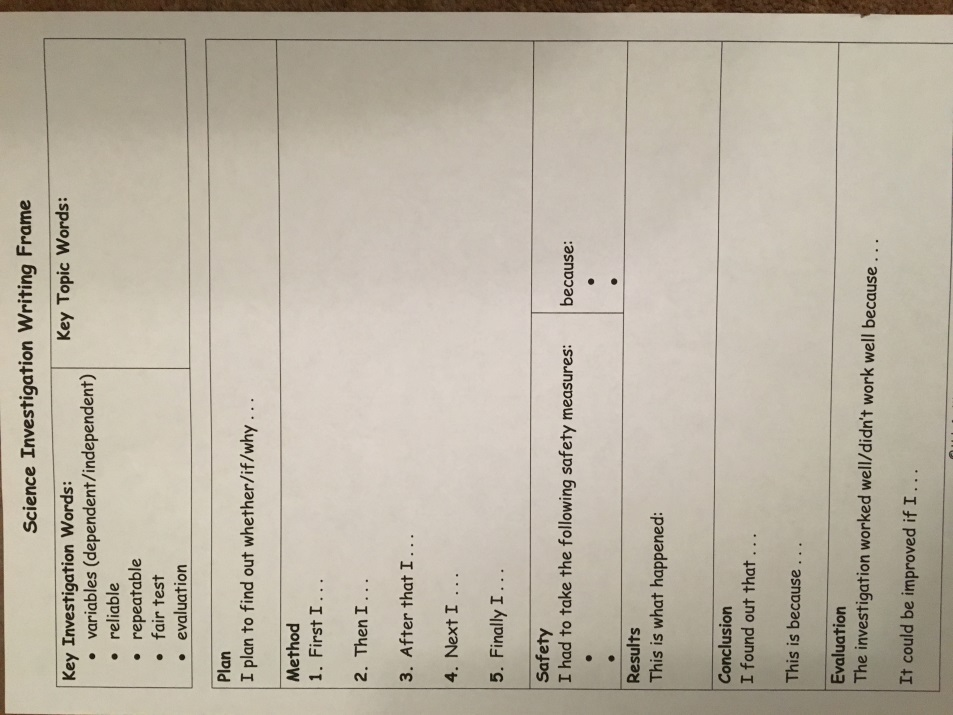 Science Investigation Writing Frame
Key Investigation Words:
• variables (dependent/independent)
• reliable
• repeatable
• fair test
• evaluation
Key Topic Words:
Plan
I plan to find out whether/if/why . . .
Method
1. First I . . .
2. Then I . . .
3. After that I . . .
4. Next I . . .
5. Finally I . . .
Safety
I had to take the following safety measures:
•
•
because:
•
•
Results
This is what happened:
Conclusion
I found out that . . .
This is because . . .
Evaluation
The investigation worked well/didn't work well because . . .
It could be improved if I . . .